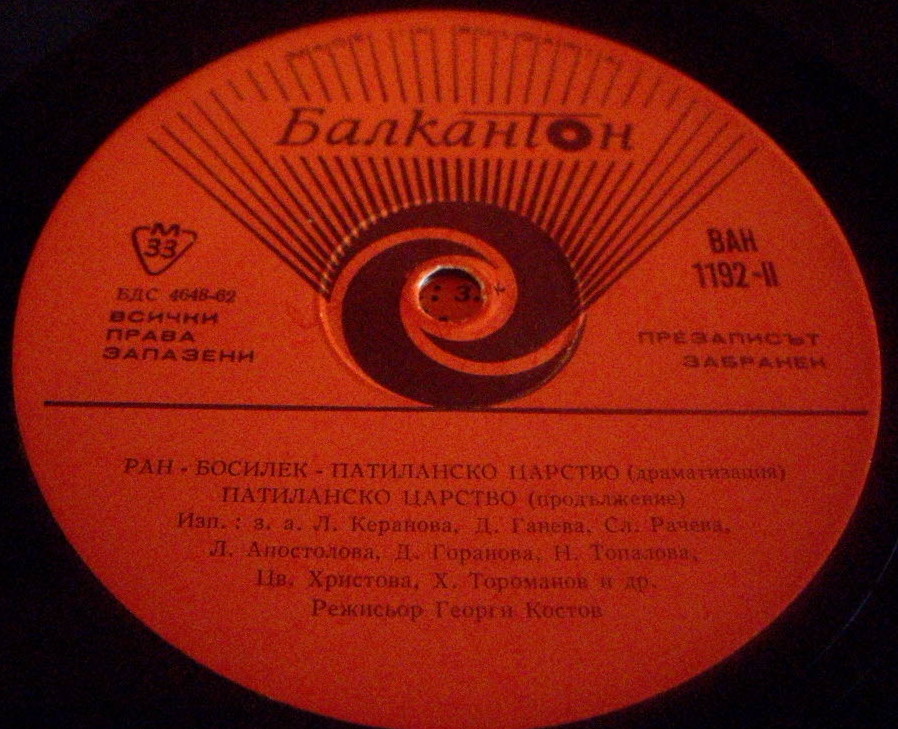 Балкантон
М
33
БДС 4648-62
ВСИЧКИ
ПРАВА
ЗАПАЗЕНИ
ВАН
1192-II
ПРЕЗАПИСЪТ
ЗАБРАНЕН
РАН - БОСИЛЕК - ПАТИЛАНСКО ЦАРСТВО (драматизация)
ПАТИЛАНСКО ЦАРСТВО (продължение)
Изп.: з. а. Л. Керанова, Д. Ганева, Сл. Рачева,
Л. Апостолова, Д. Горанова, Н. Топалова,
Цв. Христова, Х. Тороманов и др.
Режисьор Георги Костов